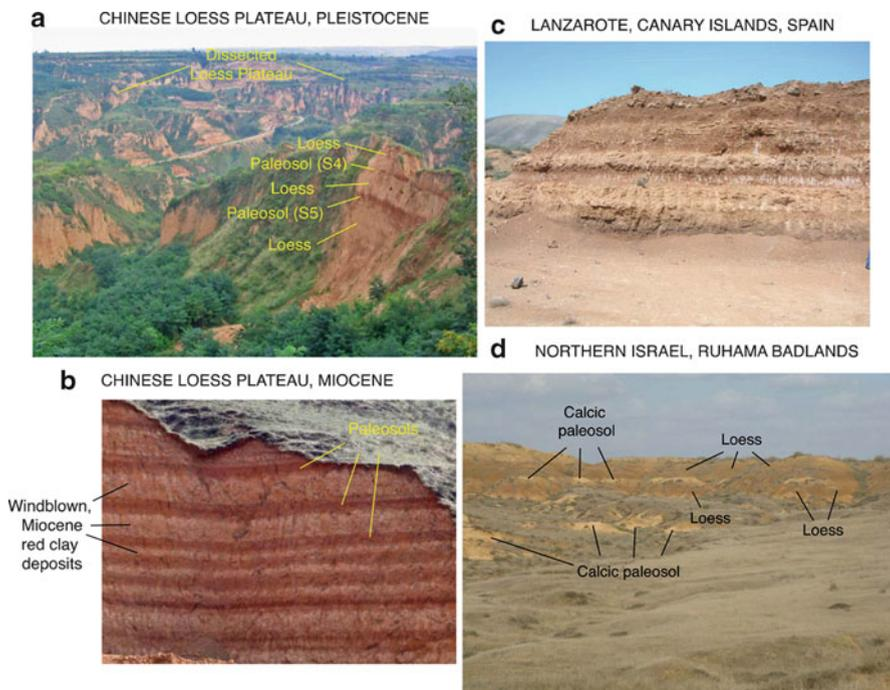 a
CHINESE LOESS PLATEAU, PLEISTOCENE
Dissected
Loess Plateau
Loess
Paleosol (S4)
Loess
Paleosol (S5)
Loess
b
CHINESE LOESS PLATEAU, MIOCENE
Paleosols
Windblown,
Miocene
red clay
deposits
c
LANZAROTE, CANARY ISLANDS, SPAIN
d
NORTHERN ISRAEL, RUHAMA BADLANDS
Calcic
paleosol
Loess
Loess
Loess
Calcic paleosol